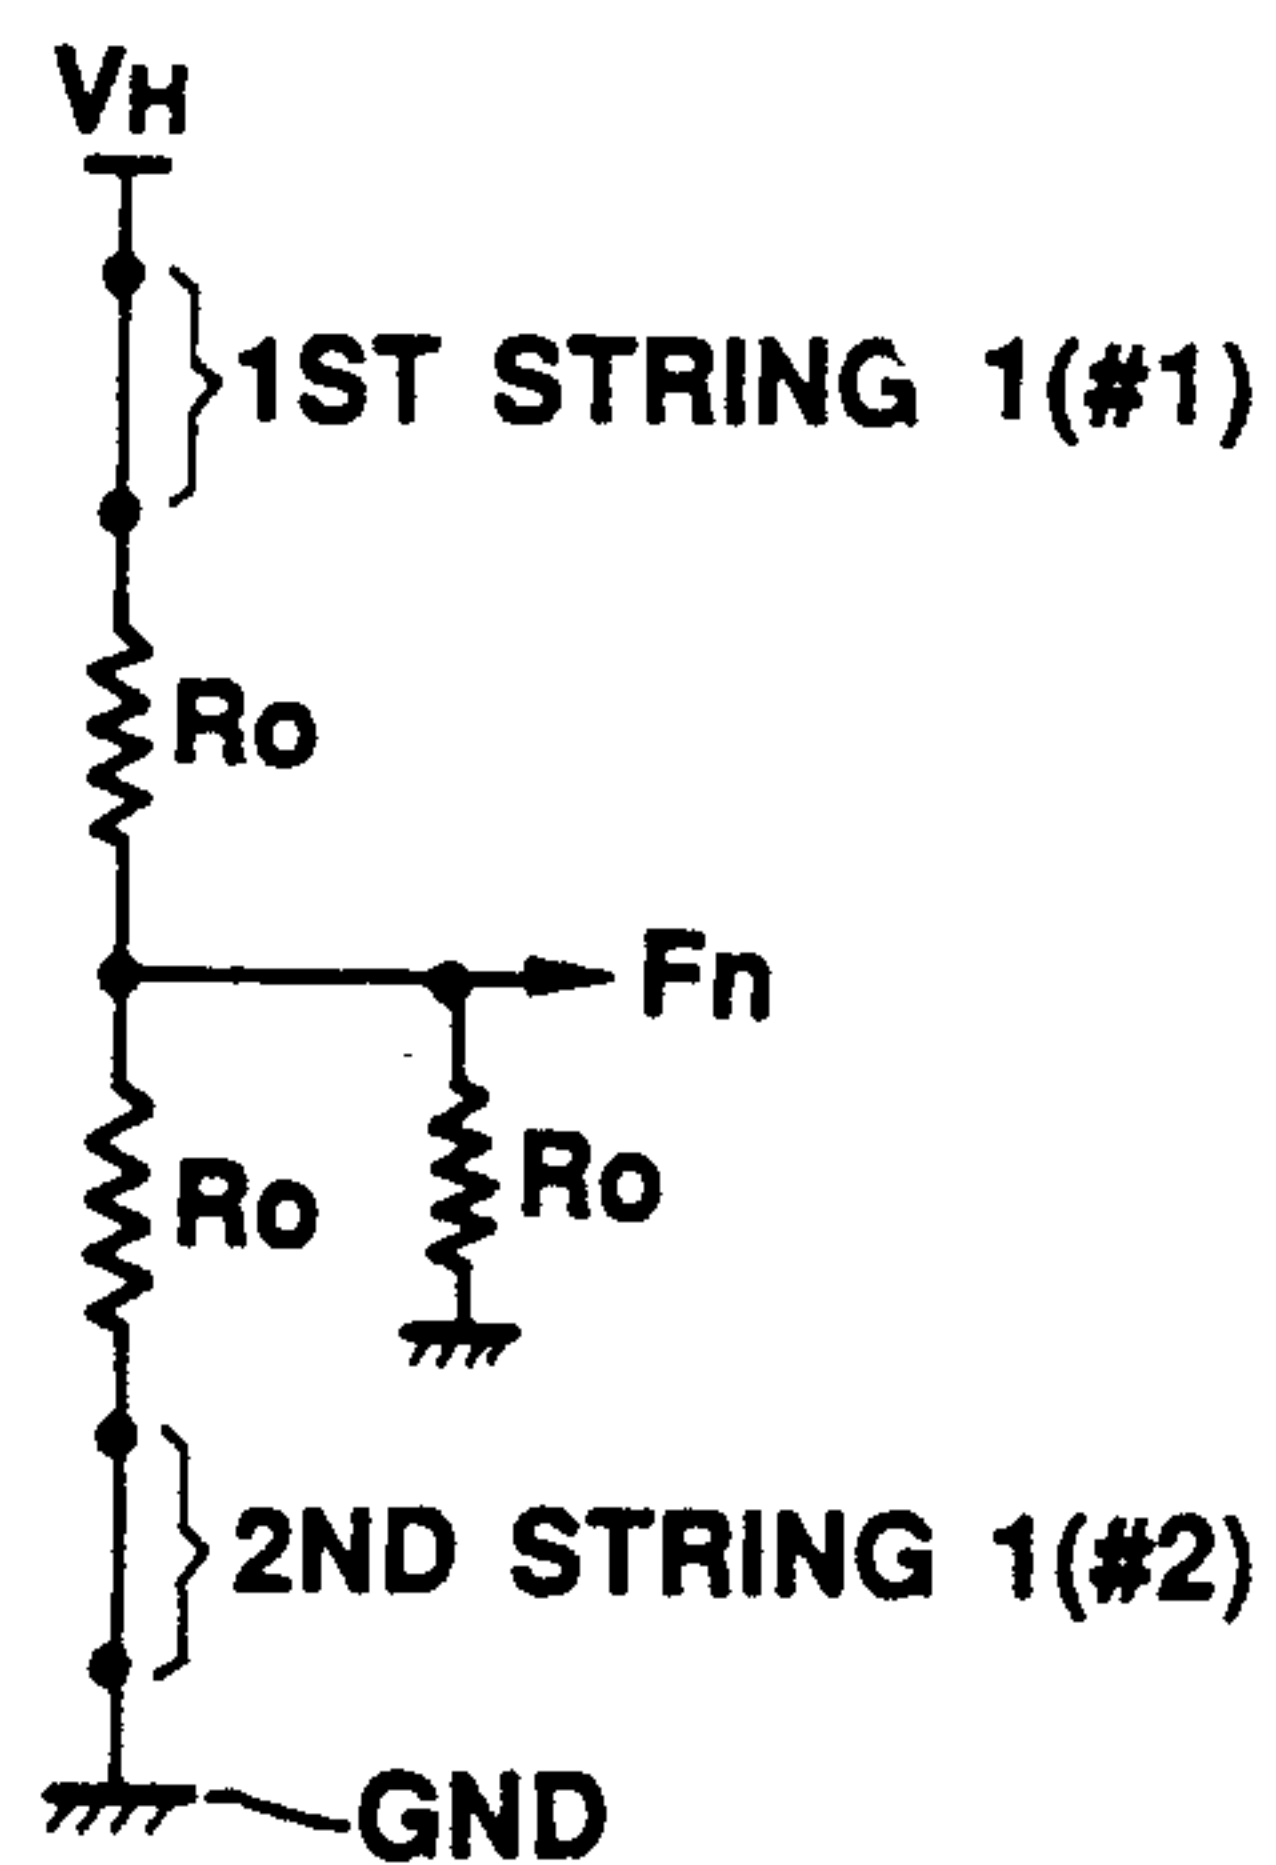 VH
1ST STRING 1(#1)
Ro
Fn
Ro
Ro
2ND STRING 1(#2)
GND